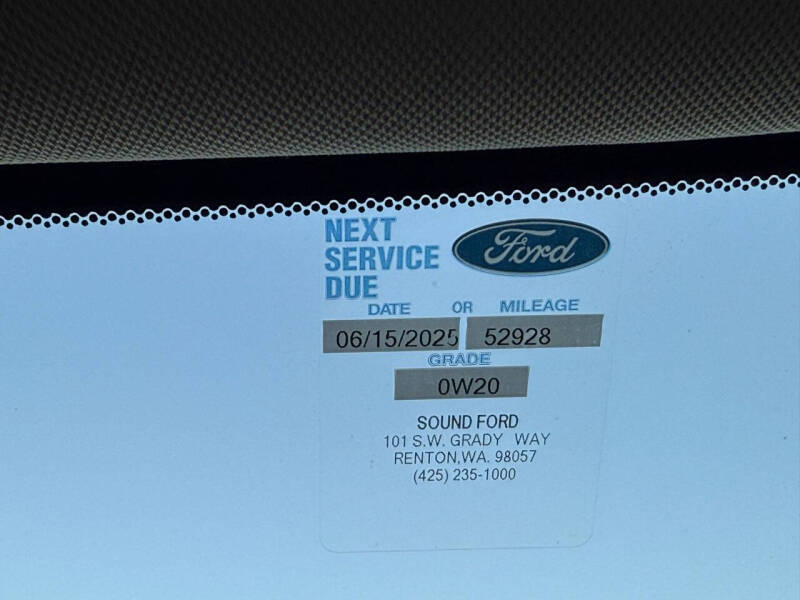 NEXT
SERVICE
DUE
Ford
DATE OR MILEAGE
06/15/2025 52928
GRADE
0W20
SOUND FORD
101 S.W. GRADY WAY
RENTON,WA. 98057
(425) 235-1000